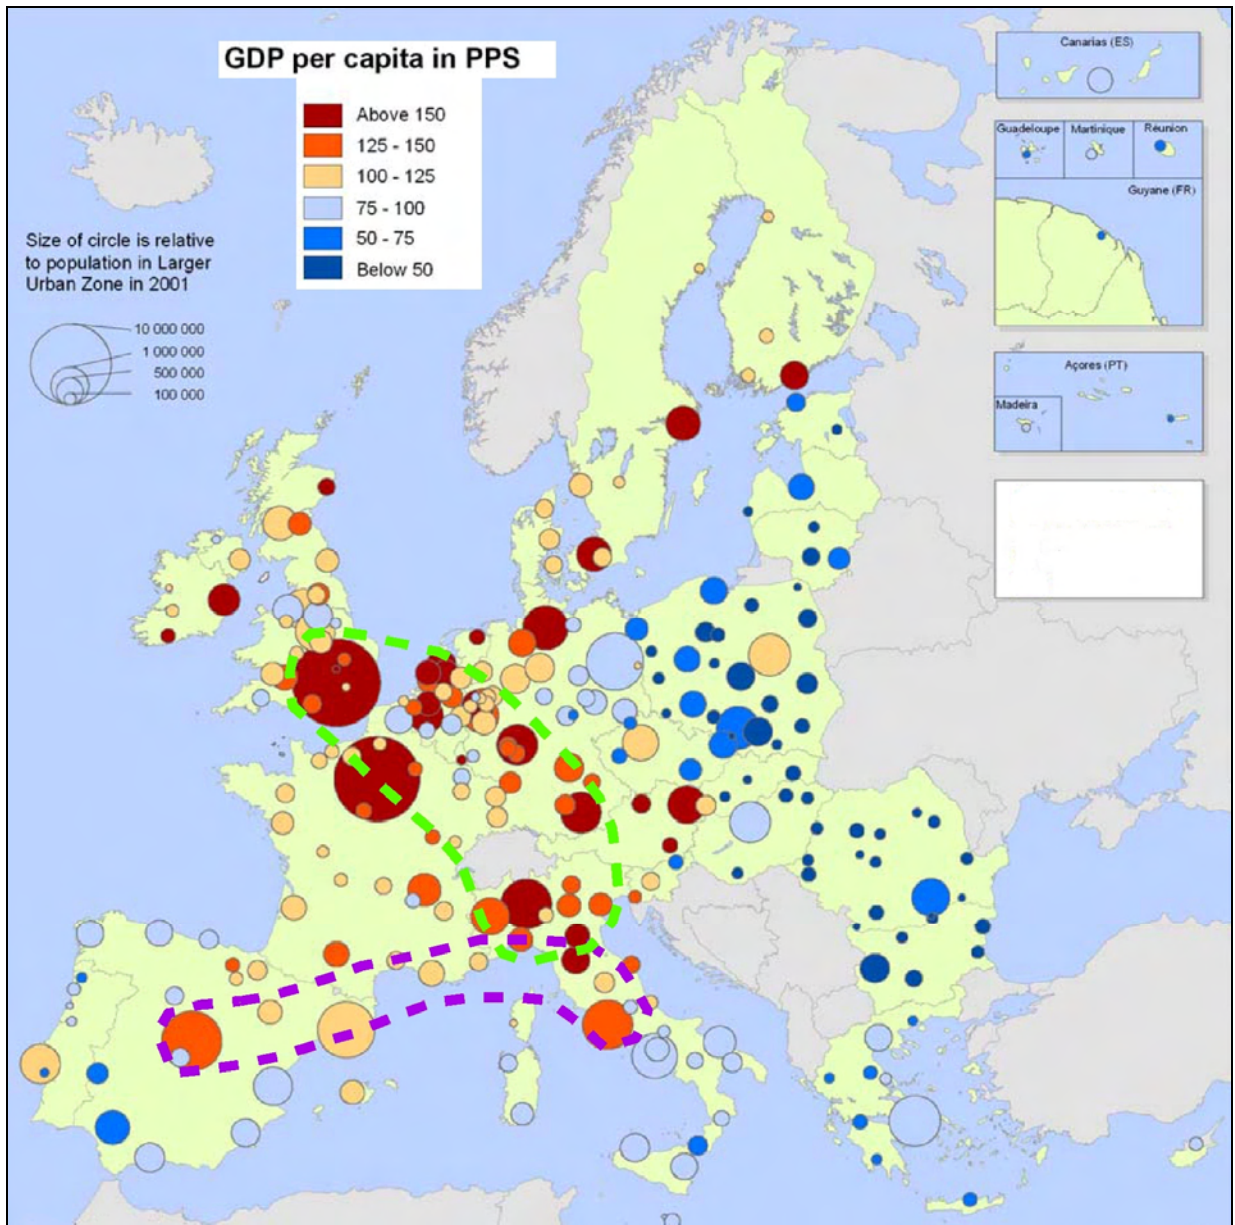 GDP per capita in PPS
Above 150
125 - 150
100 - 125
75 - 100
50 - 75
Below 50
Size of circle is relative
to population in Larger
Urban Zone in 2001
10 000 000
1 000 000
500 000
100 000
Canarias (ES)
Guadeloupe
Martinique
Réunion
Guyane (FR)
Açores (PT)
Madeira